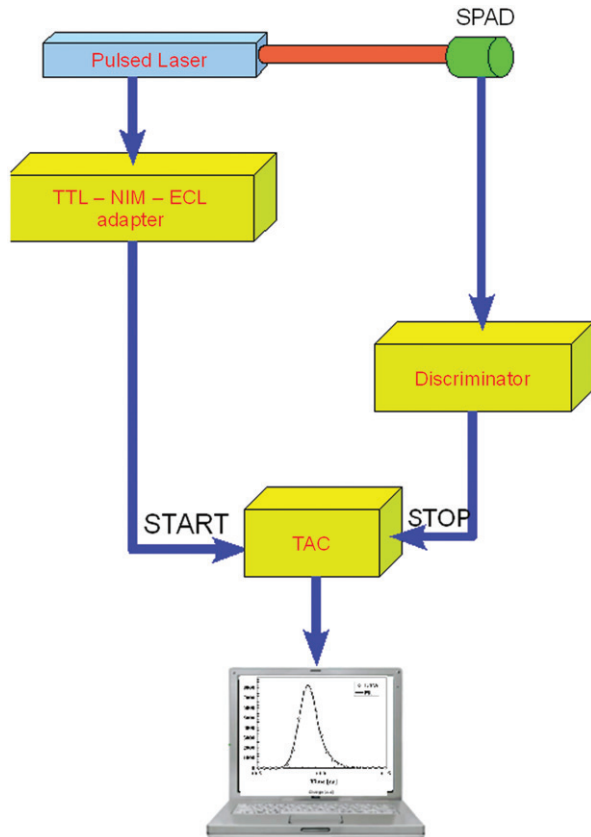 SPAD
Pulsed Laser
TTL – NIM – ECL
adapter
Discriminator
START
STOP
TAC